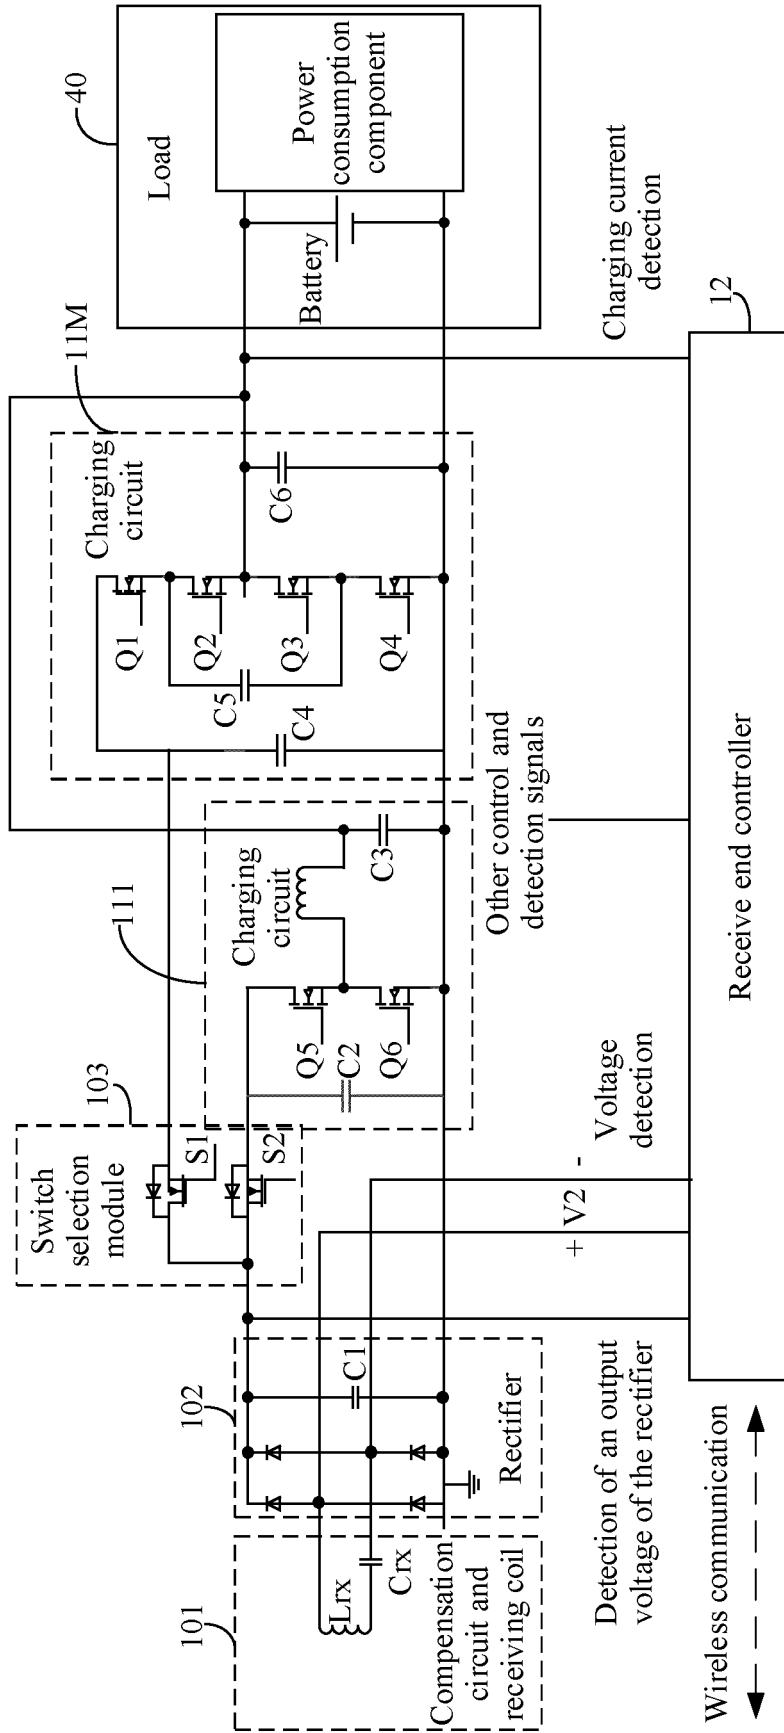 101
Lrx
Crx
Compensation
circuit and
receiving coil
102
C1
Rectifier
Detection of an output
voltage of the rectifier
Wireless communication
Switch
selection
module
103
S1
S2
+ V2 -
Voltage
detection
111
Charging
circuit
Q5
C2
Q6
C3
Other control and
detection signals
11M
Charging
circuit
Q1
Q2
Q3
Q4
C5
C4
C6
40
Load
Battery
Power
consumption
component
Charging current
detection
12
Receive end controller